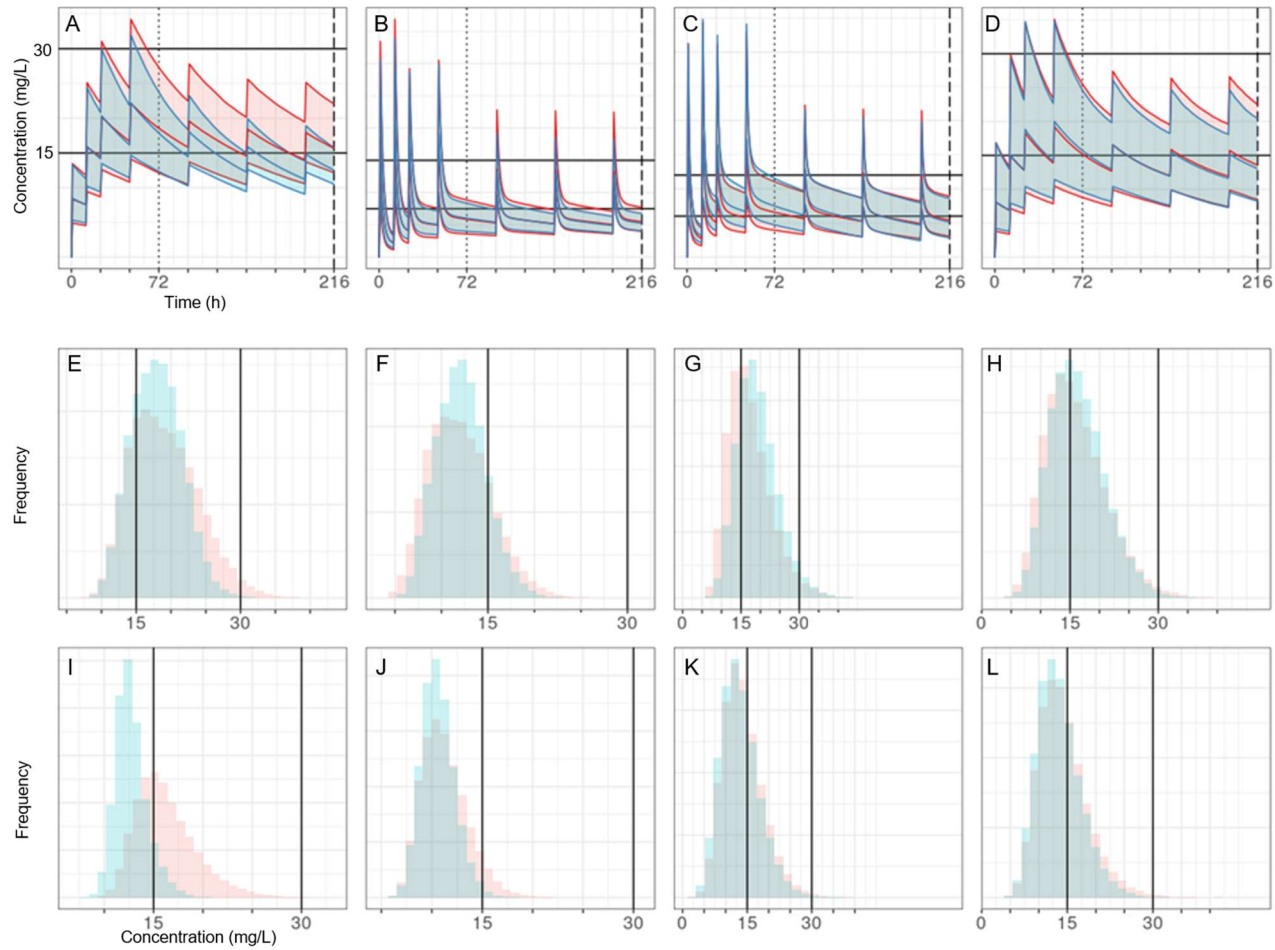 A B C D
Concentration (mg/L)
30
15
0 72 216 0 72 216 0 72 216 0 72 216
Time (h)
E F G H
Frequency
15 30 15 30 0 15 30 0 15 30
I J K L
Frequency
15 30 15 30 0 15 30 0 15 30
Concentration (mg/L)